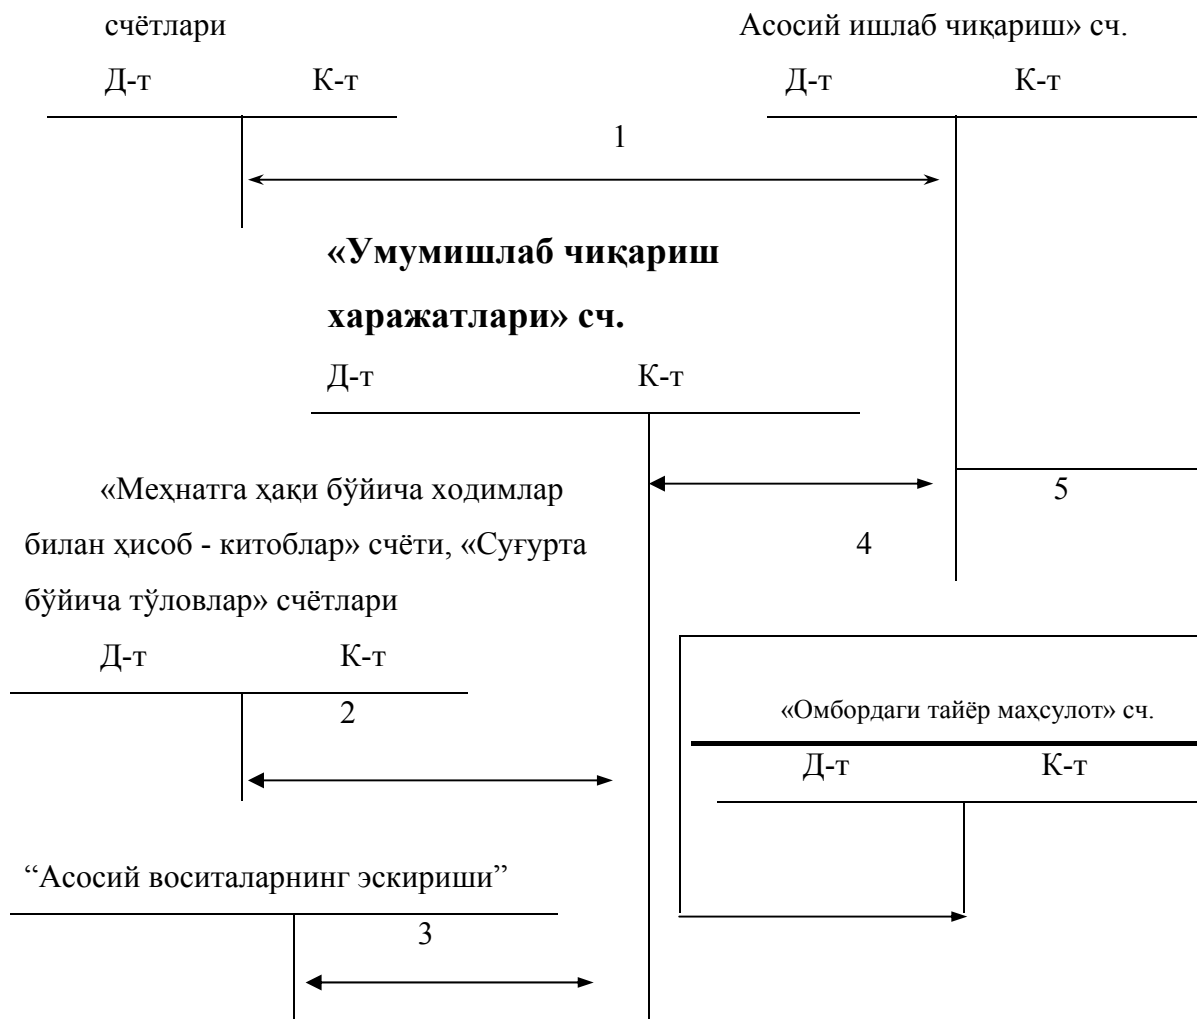 счётлари
Асосий ишлаб чиқариш» сч.
Д-т К-т
Д-т К-т
1
«Умумишлаб чиқариш
харажатлари» сч.
Д-т К-т
«Меҳнатга ҳақи бўйича ходимлар
билан ҳисоб - китоблар» счёти, «Суғурта
бўйича тўловлар» счётлари
5
4
Д-т К-т
2
«Омбордаги тайёр маҳсулот» сч.
Д-т К-т
“Асосий воситаларнинг эскириши”
3